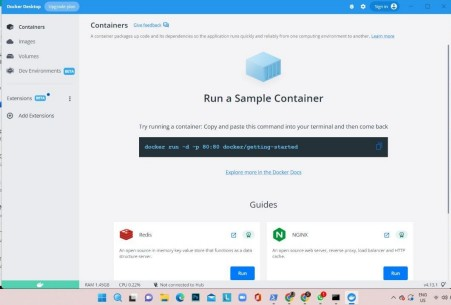 Docker Desktop Upgrade plan
Sign in
Containers
Images
Volumes
Dev Environments BETA
Extensions BETA
Add Extensions
Containers Give feedback
A container packages up code and its dependencies so the application runs quickly and reliably from one computing environment to another. Learn more
Run a Sample Container
Try running a container: Copy and paste this command into your terminal and then come back
docker run -d -p 80:80 docker/getting-started
Explore more in the Docker Docs
Guides
Redis
An open source in-memory key value store that functions as a data structure server.
Run
NGINX
An open source web server, reverse proxy, load balancer and HTTP cache.
Run
RAM 1.45GB CPU 0.22% Not connected to Hub
v4.13.1
ENG
US